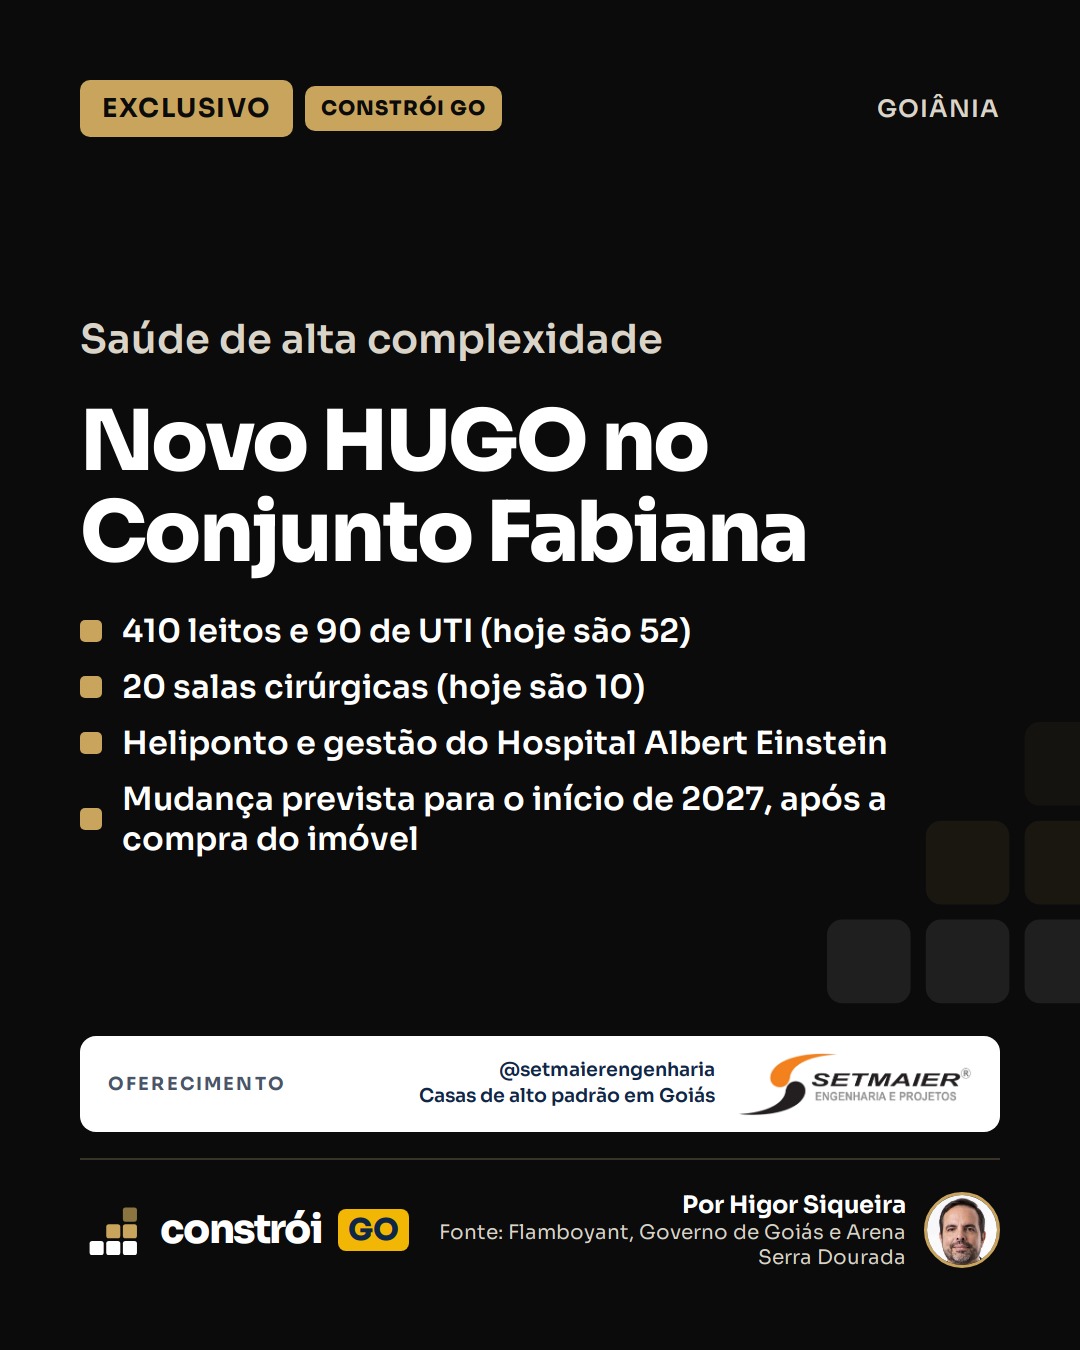 EXCLUSIVO
CONSTRÓI GO
GOIÂNIA
Saúde de alta complexidade
Novo HUGO no
Conjunto Fabiana
410 leitos e 90 de UTI (hoje são 52)
20 salas cirúrgicas (hoje são 10)
Heliponto e gestão do Hospital Albert Einstein
Mudança prevista para o início de 2027, após a
compra do imóvel
OFERECIMENTO
@setmaierengenharia
Casas de alto padrão em Goiás
SETMAIER®
ENGENHARIA E PROJETOS
constrói GO
Por Higor Siqueira
Fonte: Flamboyant, Governo de Goiás e Arena
Serra Dourada